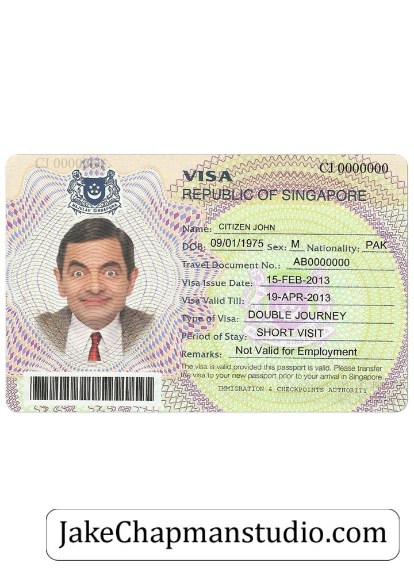 CJ 0000000
CJ 0000000
VISA
REPUBLIC OF SINGAPORE
Name: CITIZEN JOHN
DOB: 09/01/1975 Sex: M Nationality: PAK
Travel Document No.: AB0000000
Visa Issue Date: 15-FEB-2013
Visa Valid Till: 19-APR-2013
Type of Visa: DOUBLE JOURNEY
Period of Stay: SHORT VISIT
Remarks: Not Valid for Employment
The visa is valid provided this passport is valid. Please transfer
the visa to your new passport prior to your arrival in Singapore.
IMMIGRATION & CHECKPOINTS AUTHORITY
JakeChapmanstudio.com